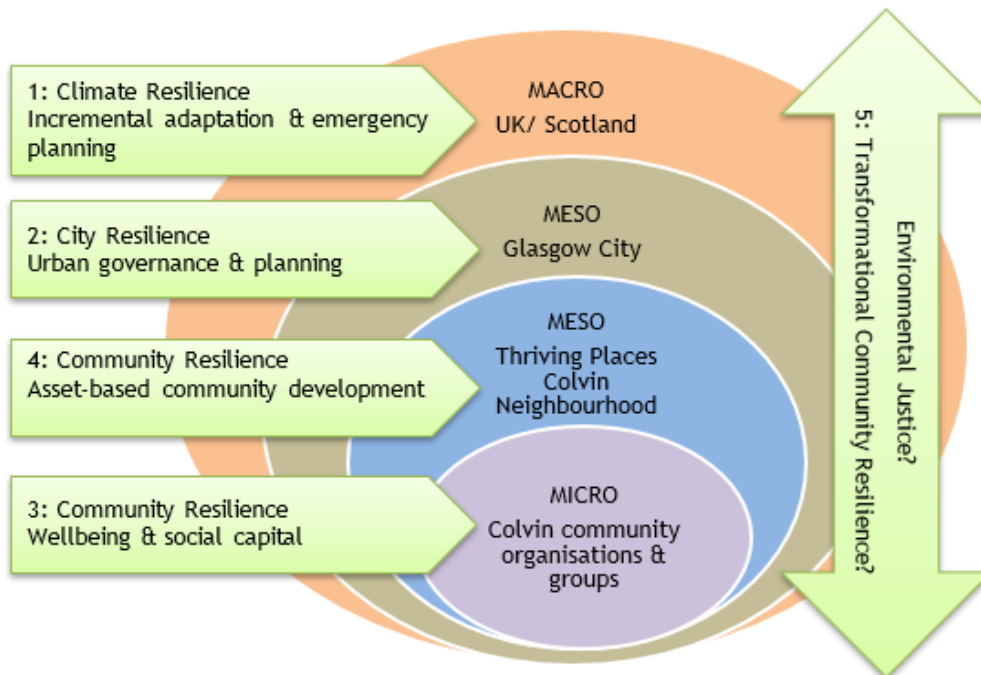 1: Climate Resilience
Incremental adaptation & emergency
planning
MACRO
UK/ Scotland
2: City Resilience
Urban governance & planning
MESO
Glasgow City
4: Community Resilience
Asset-based community development
MESO
Thriving Places
Colvin
Neighbourhood
3: Community Resilience
Wellbeing & social capital
MICRO
Colvin community
organisations &
groups
Environmental Justice?
5: Transformational Community Resilience?